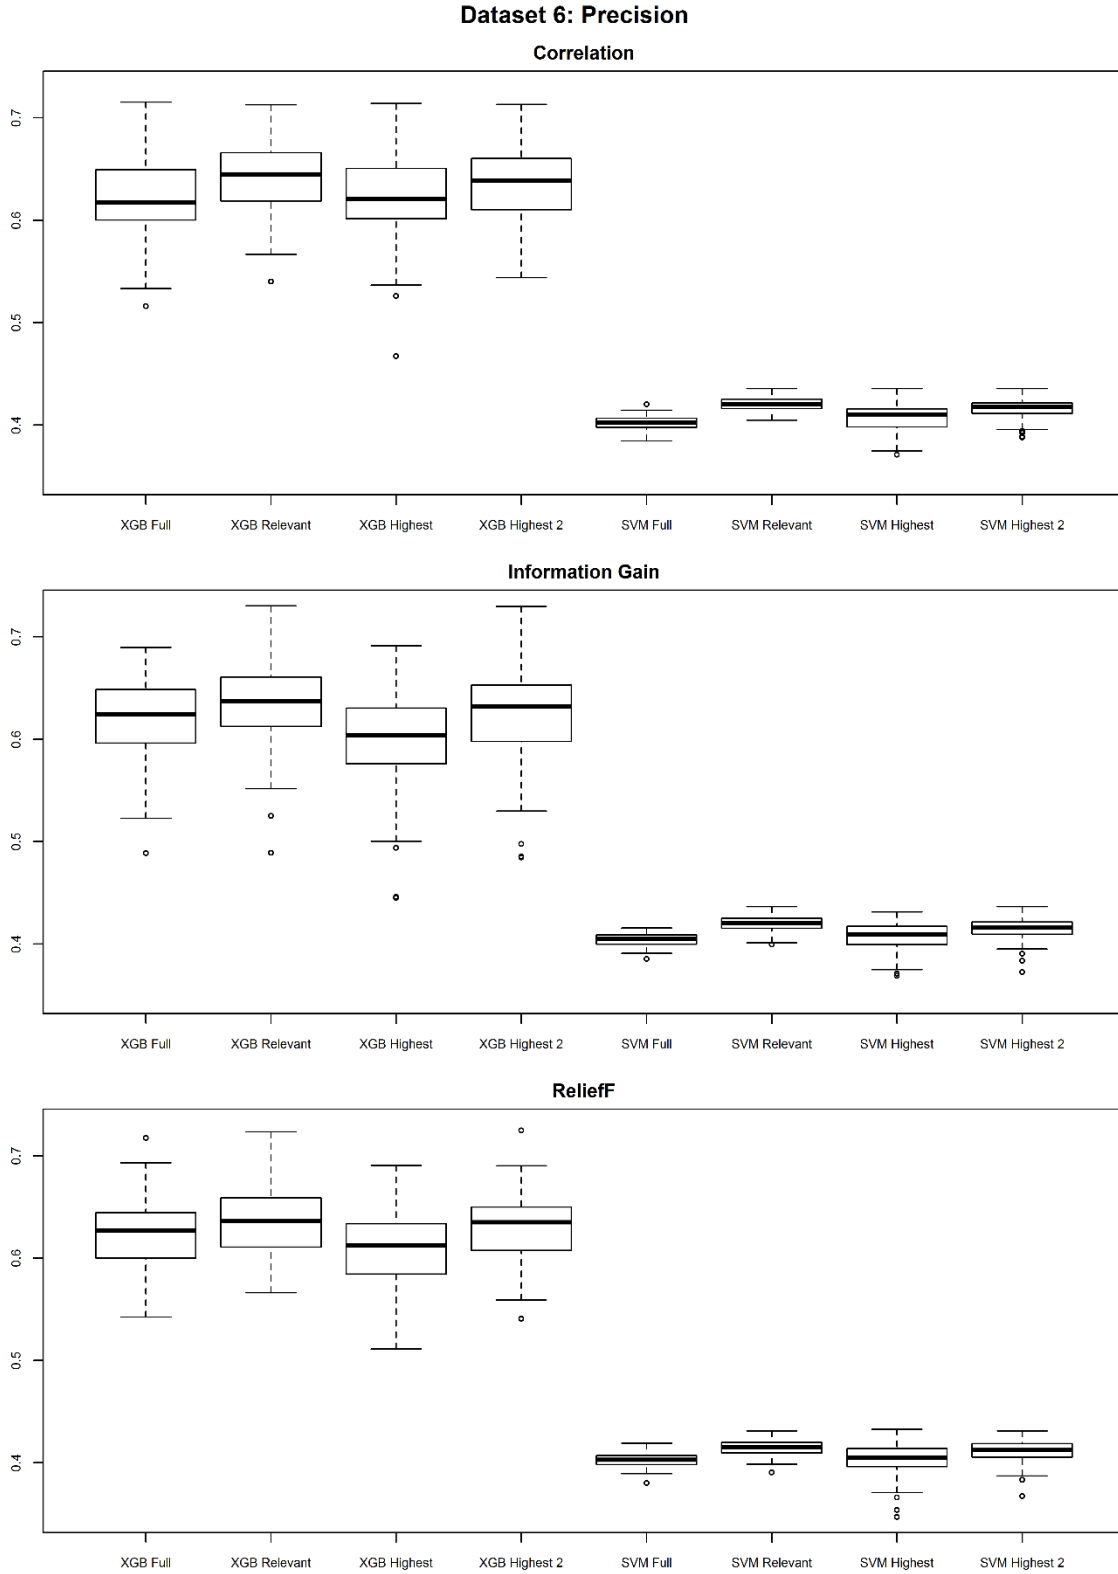 Dataset 6: Precision
Correlation
0.7
0.6
0.5
0.4
XGB Full XGB Relevant XGB Highest XGB Highest 2 SVM Full SVM Relevant SVM Highest SVM Highest 2
Information Gain
0.7
0.6
0.5
0.4
XGB Full XGB Relevant XGB Highest XGB Highest 2 SVM Full SVM Relevant SVM Highest SVM Highest 2
ReliefF
0.7
0.6
0.5
0.4
XGB Full XGB Relevant XGB Highest XGB Highest 2 SVM Full SVM Relevant SVM Highest SVM Highest 2